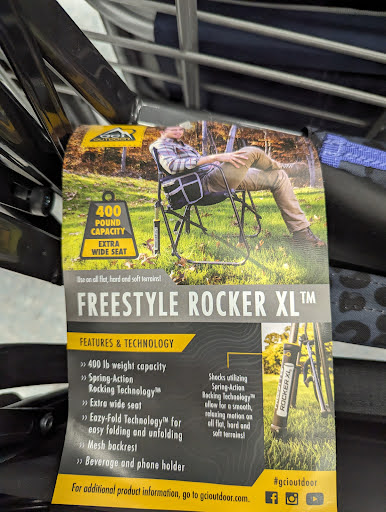 GCI
400
POUND
CAPACITY
EXTRA
WIDE SEAT
Use on all flat, hard and soft terrains!
FREESTYLE ROCKER XL™
FEATURES & TECHNOLOGY
>> 400 lb weight capacity
>> Spring-Action
Rocking Technology™
>> Extra wide seat
>> Eazy-Fold Technology™ for
easy folding and unfolding
>> Mesh backrest
>> Beverage and phone holder
Shocks utilizing
Spring-Action
Rocking Technology™
allow for a smooth,
relaxing motion on
all flat, hard and
soft terrains!
ROCKER XL
#gcioutdoor
For additional product information, go to gcioutdoor.com.